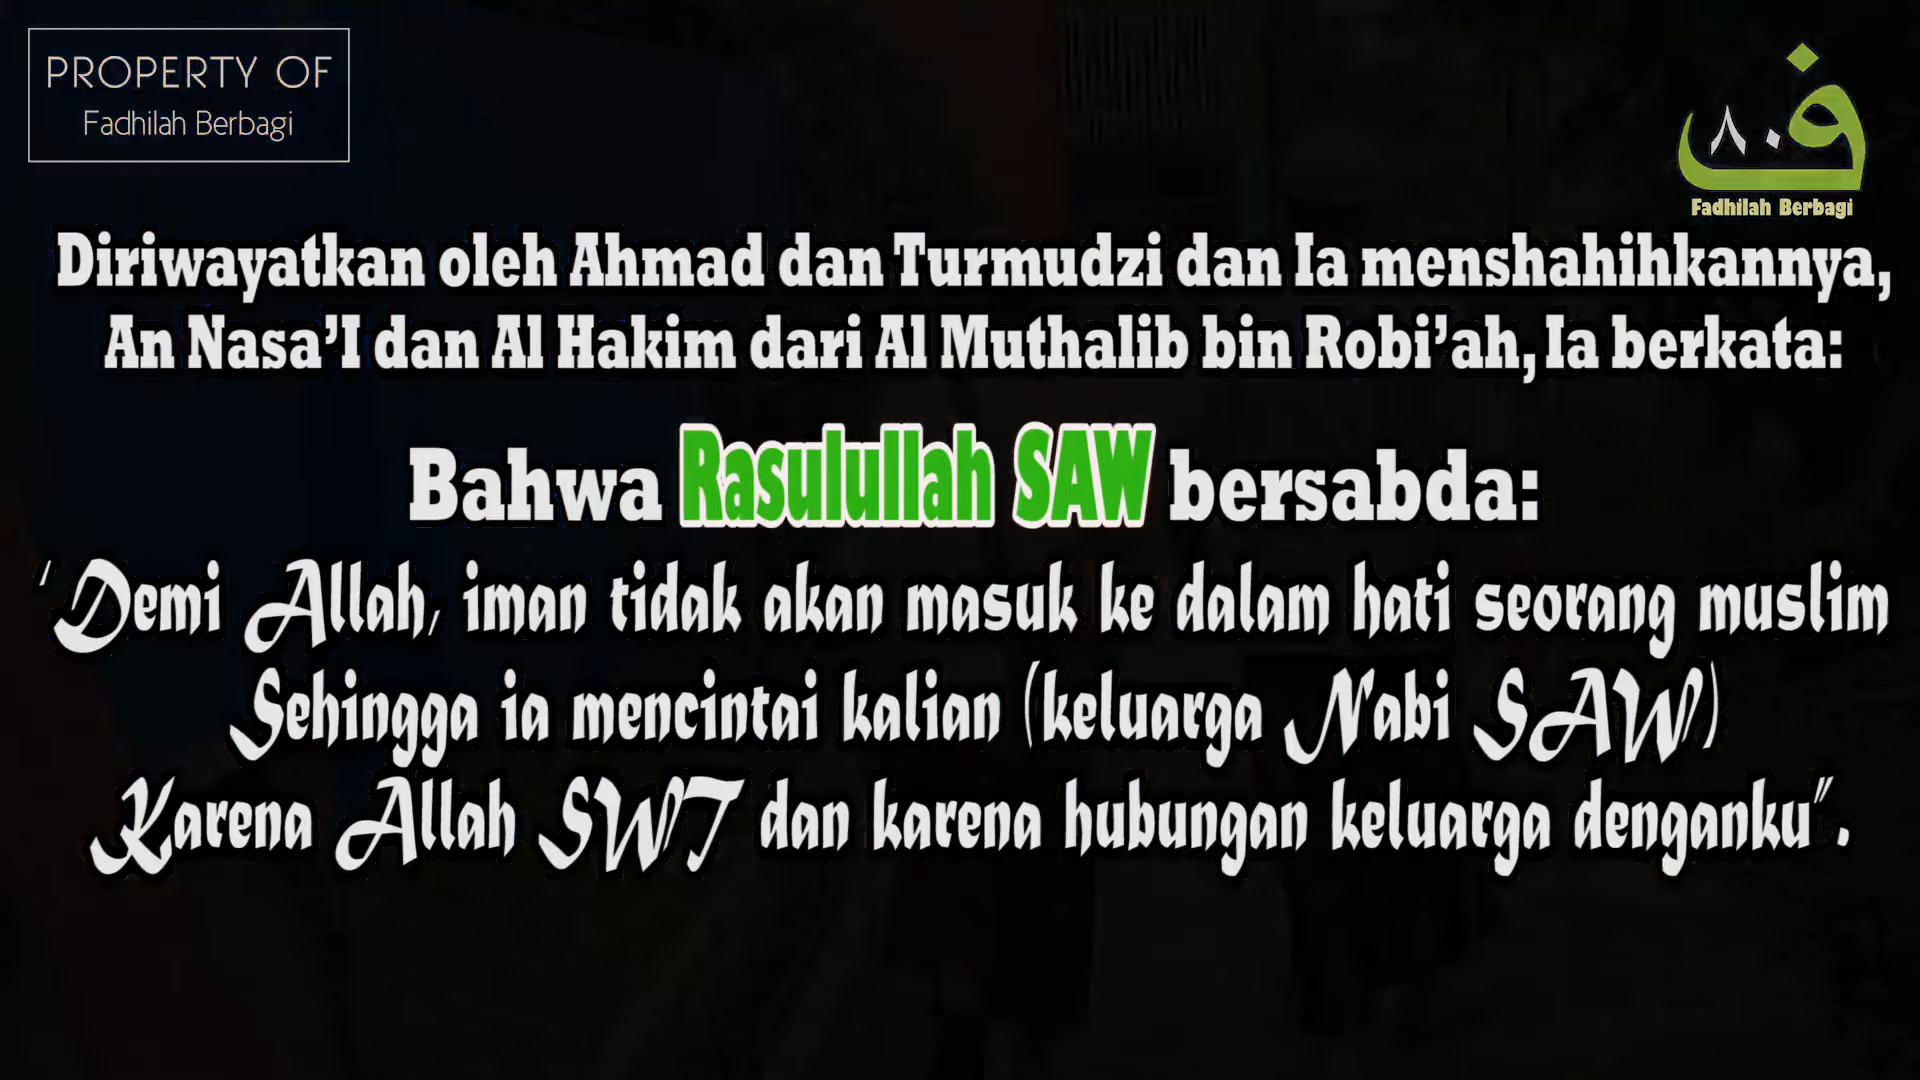 PROPERTY OF
Fadhilah Berbagi
ف ٨٠
Fadhilah Berbagi
Diriwayatkan oleh Ahmad dan Turmudzi dan Ia menshahihkannya,
An Nasa’I dan Al Hakim dari Al Muthalib bin Robi’ah, Ia berkata:
Bahwa Rasulullah SAW bersabda:
‘Demi Allah, iman tidak akan masuk ke dalam hati seorang muslim
Sehingga ia mencintai kalian (keluarga Nabi SAW)
Karena Allah SWT dan karena hubungan keluarga denganku”.